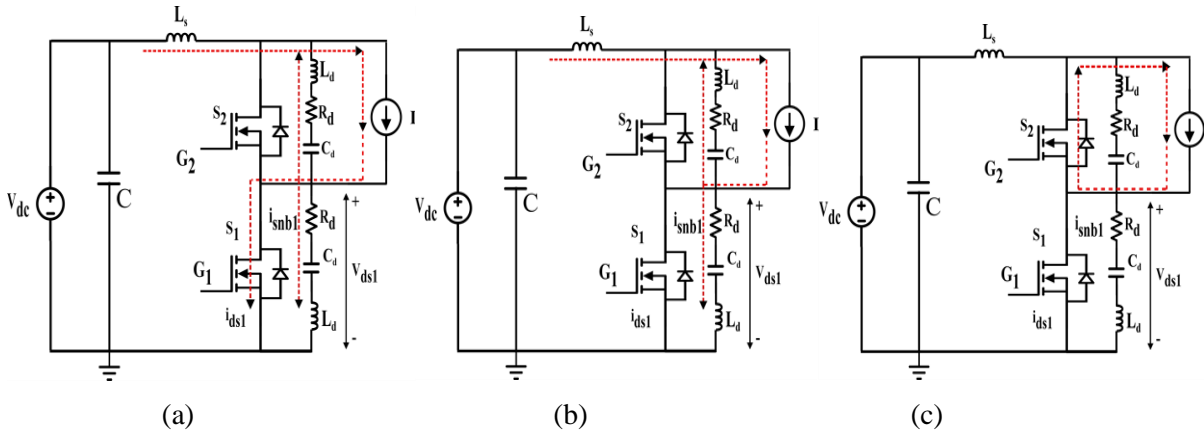 Ls
Ld
Rd
S2
I
Cd
G2
Vdc
C
isnb1
Rd
+
S1
Cd
Vds1
G1
ids1
Ld
-
(a)
Ls
Ld
Rd
S2
I
Cd
G2
Vdc
C
isnb1
Rd
+
S1
Cd
Vds1
G1
ids1
Ld
-
(b)
Ls
Ld
Rd
S2
Cd
G2
Vdc
C
isnb1
Rd
+
S1
Cd
Vds1
G1
ids1
Ld
-
(c)